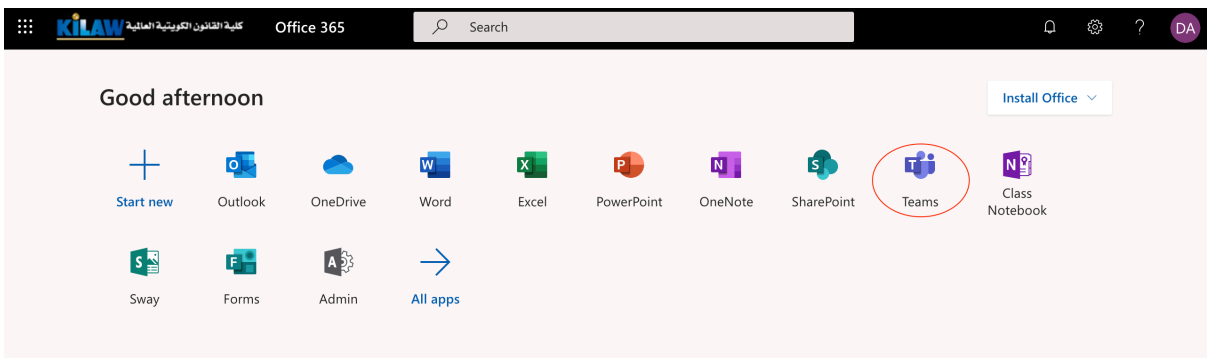 KiLAW كلية القانون الكويتية العالمية Office 365 Search ? DA
Good afternoon
Install Office
Start new Outlook OneDrive Word Excel PowerPoint OneNote SharePoint Teams Class
Notebook
Sway Forms Admin All apps